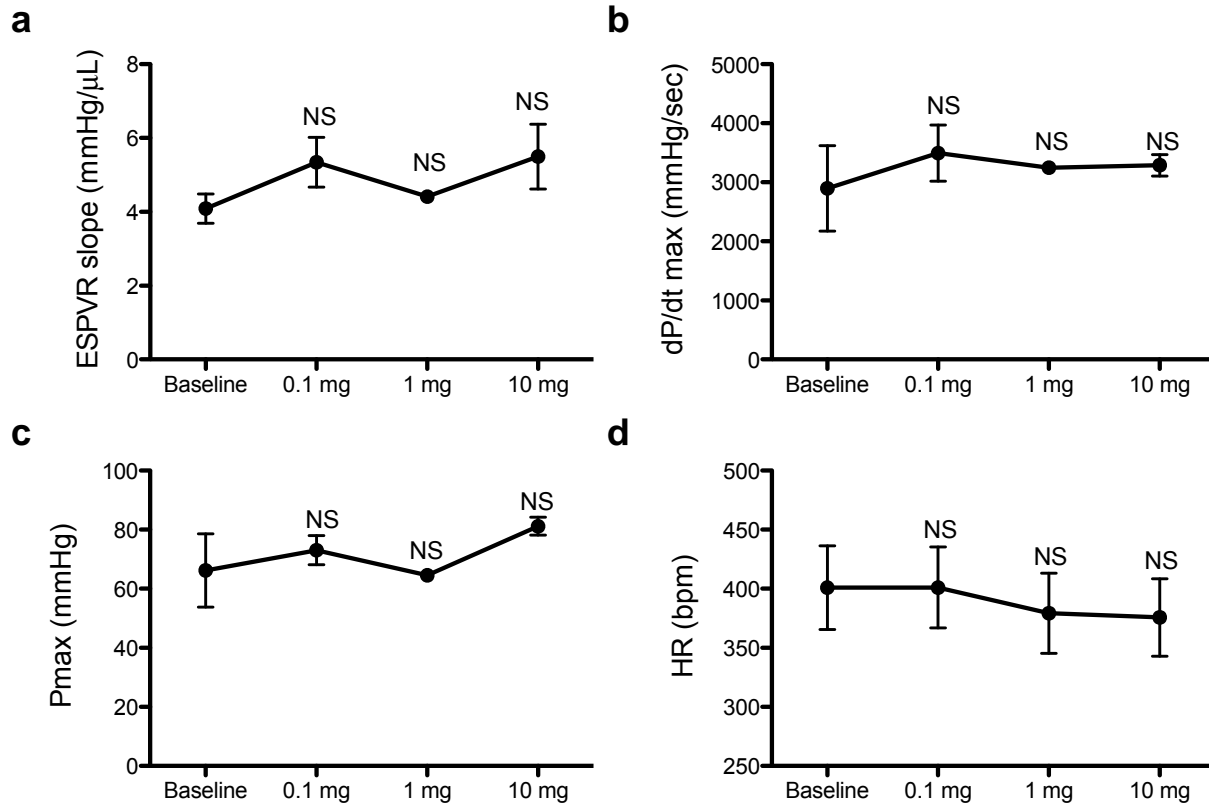 a
ESPVR slope (mmHg/μL)
8
6
4
2
0
NS
NS
NS
Baseline
0.1 mg
1 mg
10 mg
b
dP/dt max (mmHg/sec)
5000
4000
3000
2000
1000
0
NS
NS
NS
Baseline
0.1 mg
1 mg
10 mg
c
Pmax (mmHg)
100
80
60
40
20
0
NS
NS
NS
Baseline
0.1 mg
1 mg
10 mg
d
HR (bpm)
500
450
400
350
300
250
NS
NS
NS
Baseline
0.1 mg
1 mg
10 mg